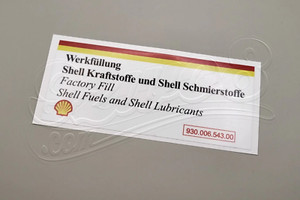 Werkfüllung
Shell Kraftstoffe und Shell Schmierstoffe
Factory Fill
Shell Fuels and Shell Lubricants
930.006.543.00